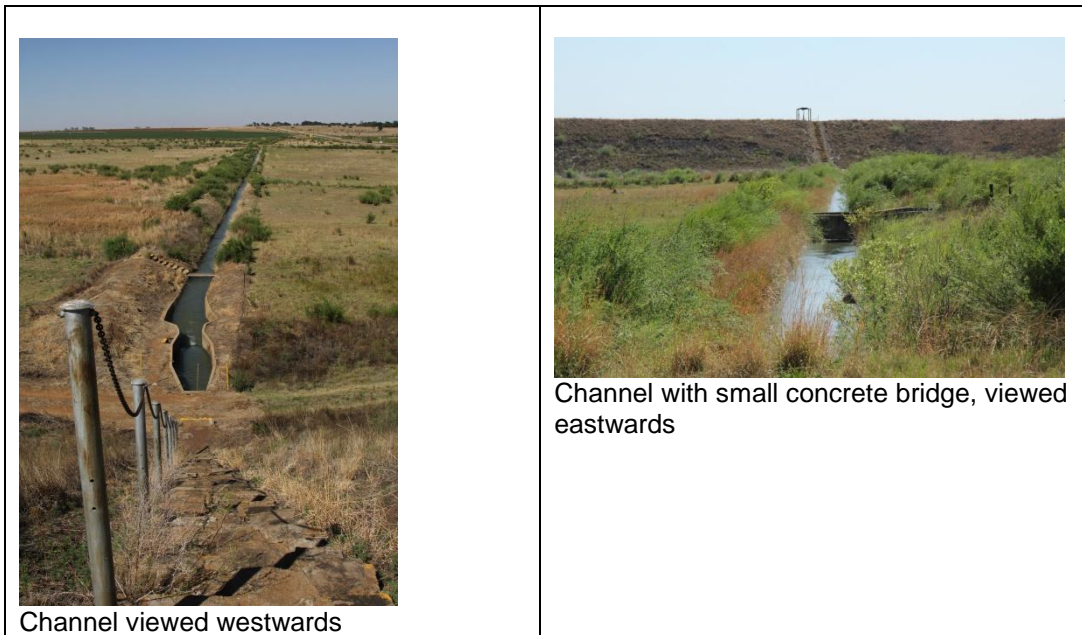 Channel viewed westwards
Channel with small concrete bridge, viewed
eastwards